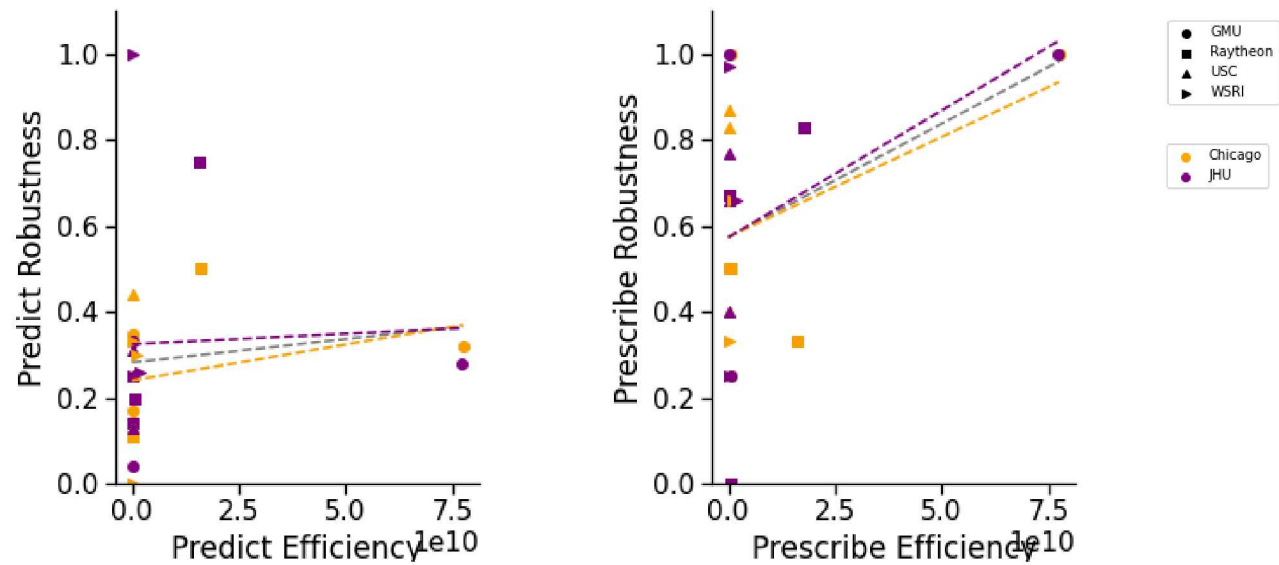 Predict Robustness
1.0
0.8
0.6
0.4
0.2
0.0
0.0 2.5 5.0 7.5
1e10
Predict Efficiency
Prescribe Robustness
1.0
0.8
0.6
0.4
0.2
0.0
0.0 2.5 5.0 7.5
1e10
Prescribe Efficiency
GMU
Raytheon
USC
WSRI
Chicago
JHU